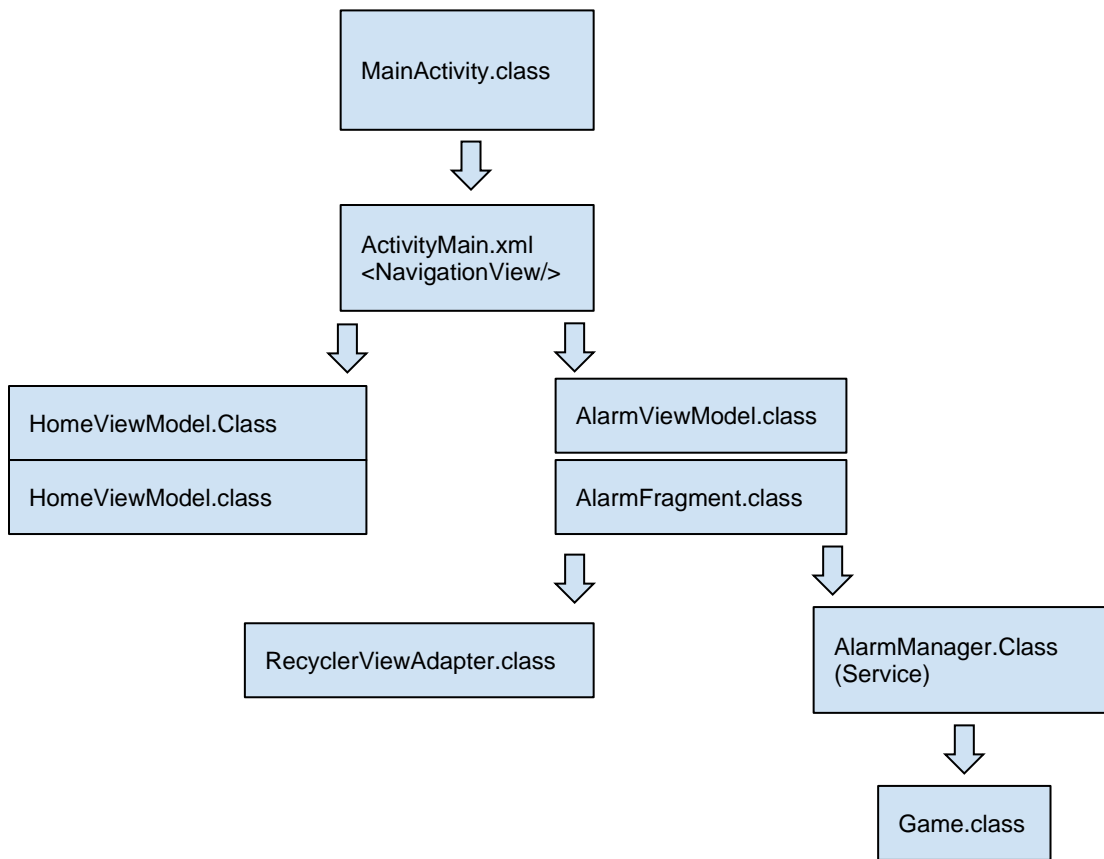 MainActivity.class
ActivityMain.xml
<NavigationView/>
HomeViewModel.Class
HomeViewModel.class
AlarmViewModel.class
AlarmFragment.class
RecyclerViewAdapter.class
AlarmManager.Class
(Service)
Game.class